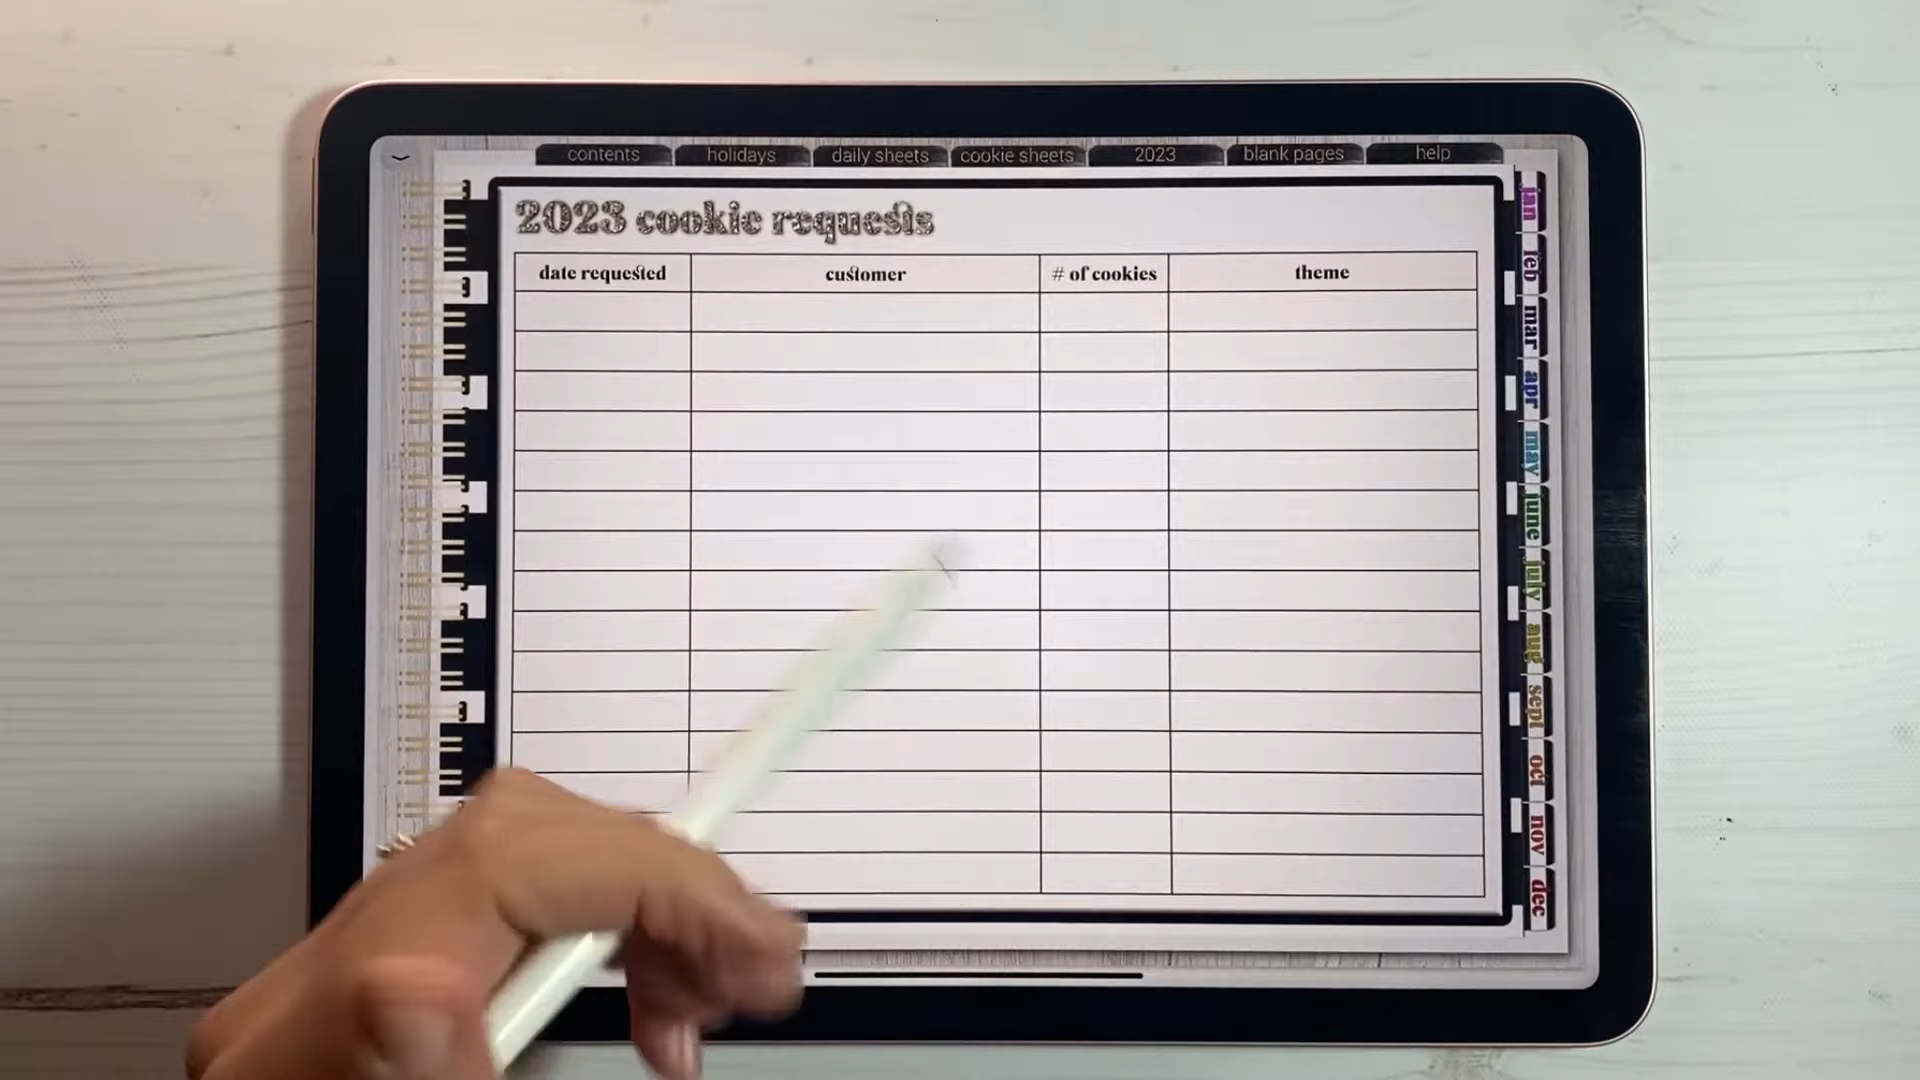 contents holidays daily sheets cookie sheets 2023 blank pages help
2023 cookie requests
date requested customer # of cookies theme
jan
feb
mar
apr
may
june
july
aug
sept
oct
nov
dec